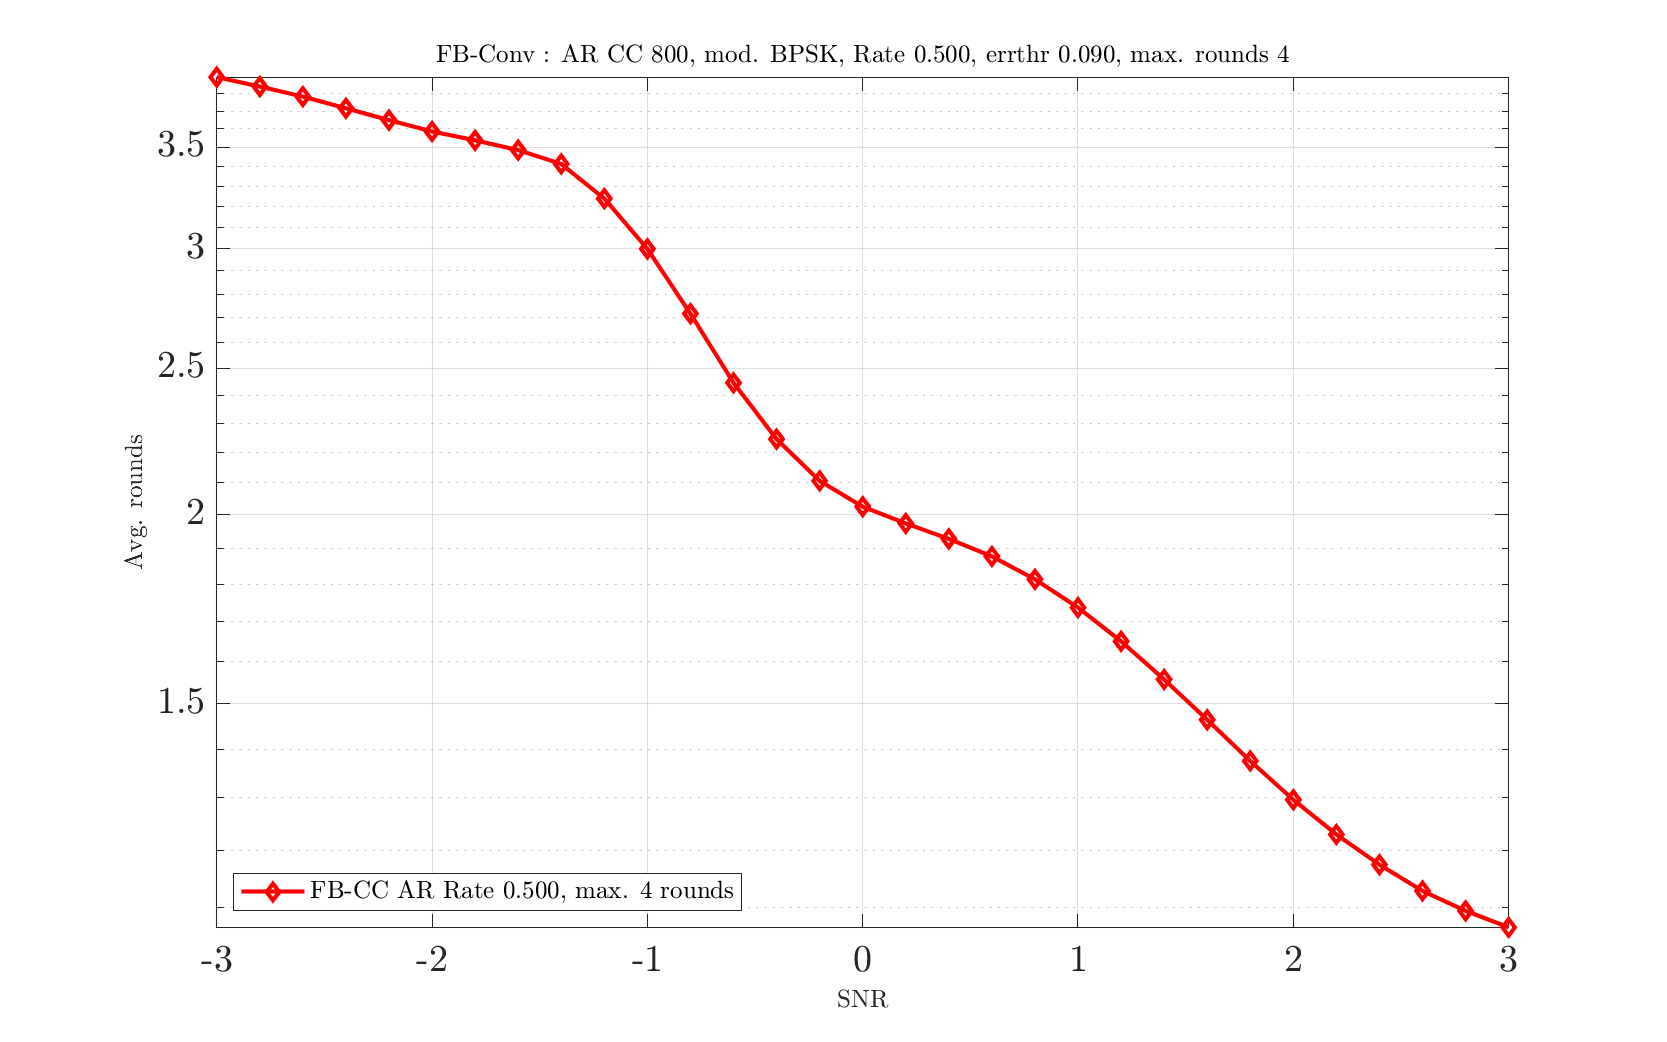 FB-Conv : AR CC 800, mod. BPSK, Rate 0.500, errthr 0.090, max. rounds 4
3.5
3
2.5
2
1.5
Avg. rounds
FB-CC AR Rate 0.500, max. 4 rounds
-3 -2 -1 0 1 2 3
SNR